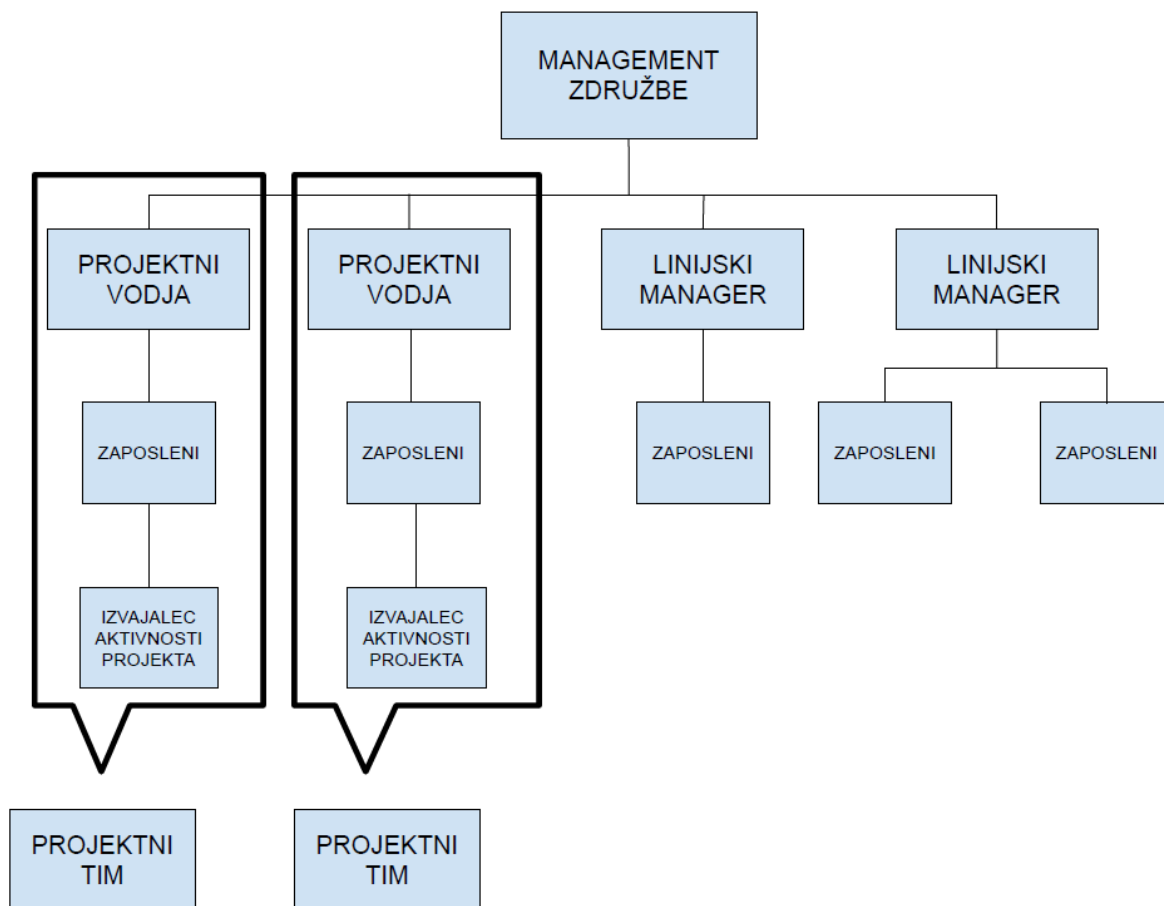 MANAGEMENT
ZDRUŽBE
PROJEKTNI
VODJA
PROJEKTNI
VODJA
LINIJSKI
MANAGER
LINIJSKI
MANAGER
ZAPOSLENI
ZAPOSLENI
ZAPOSLENI
ZAPOSLENI
ZAPOSLENI
IZVAJALEC
AKTIVNOSTI
PROJEKTA
IZVAJALEC
AKTIVNOSTI
PROJEKTA
PROJEKTNI
TIM
PROJEKTNI
TIM